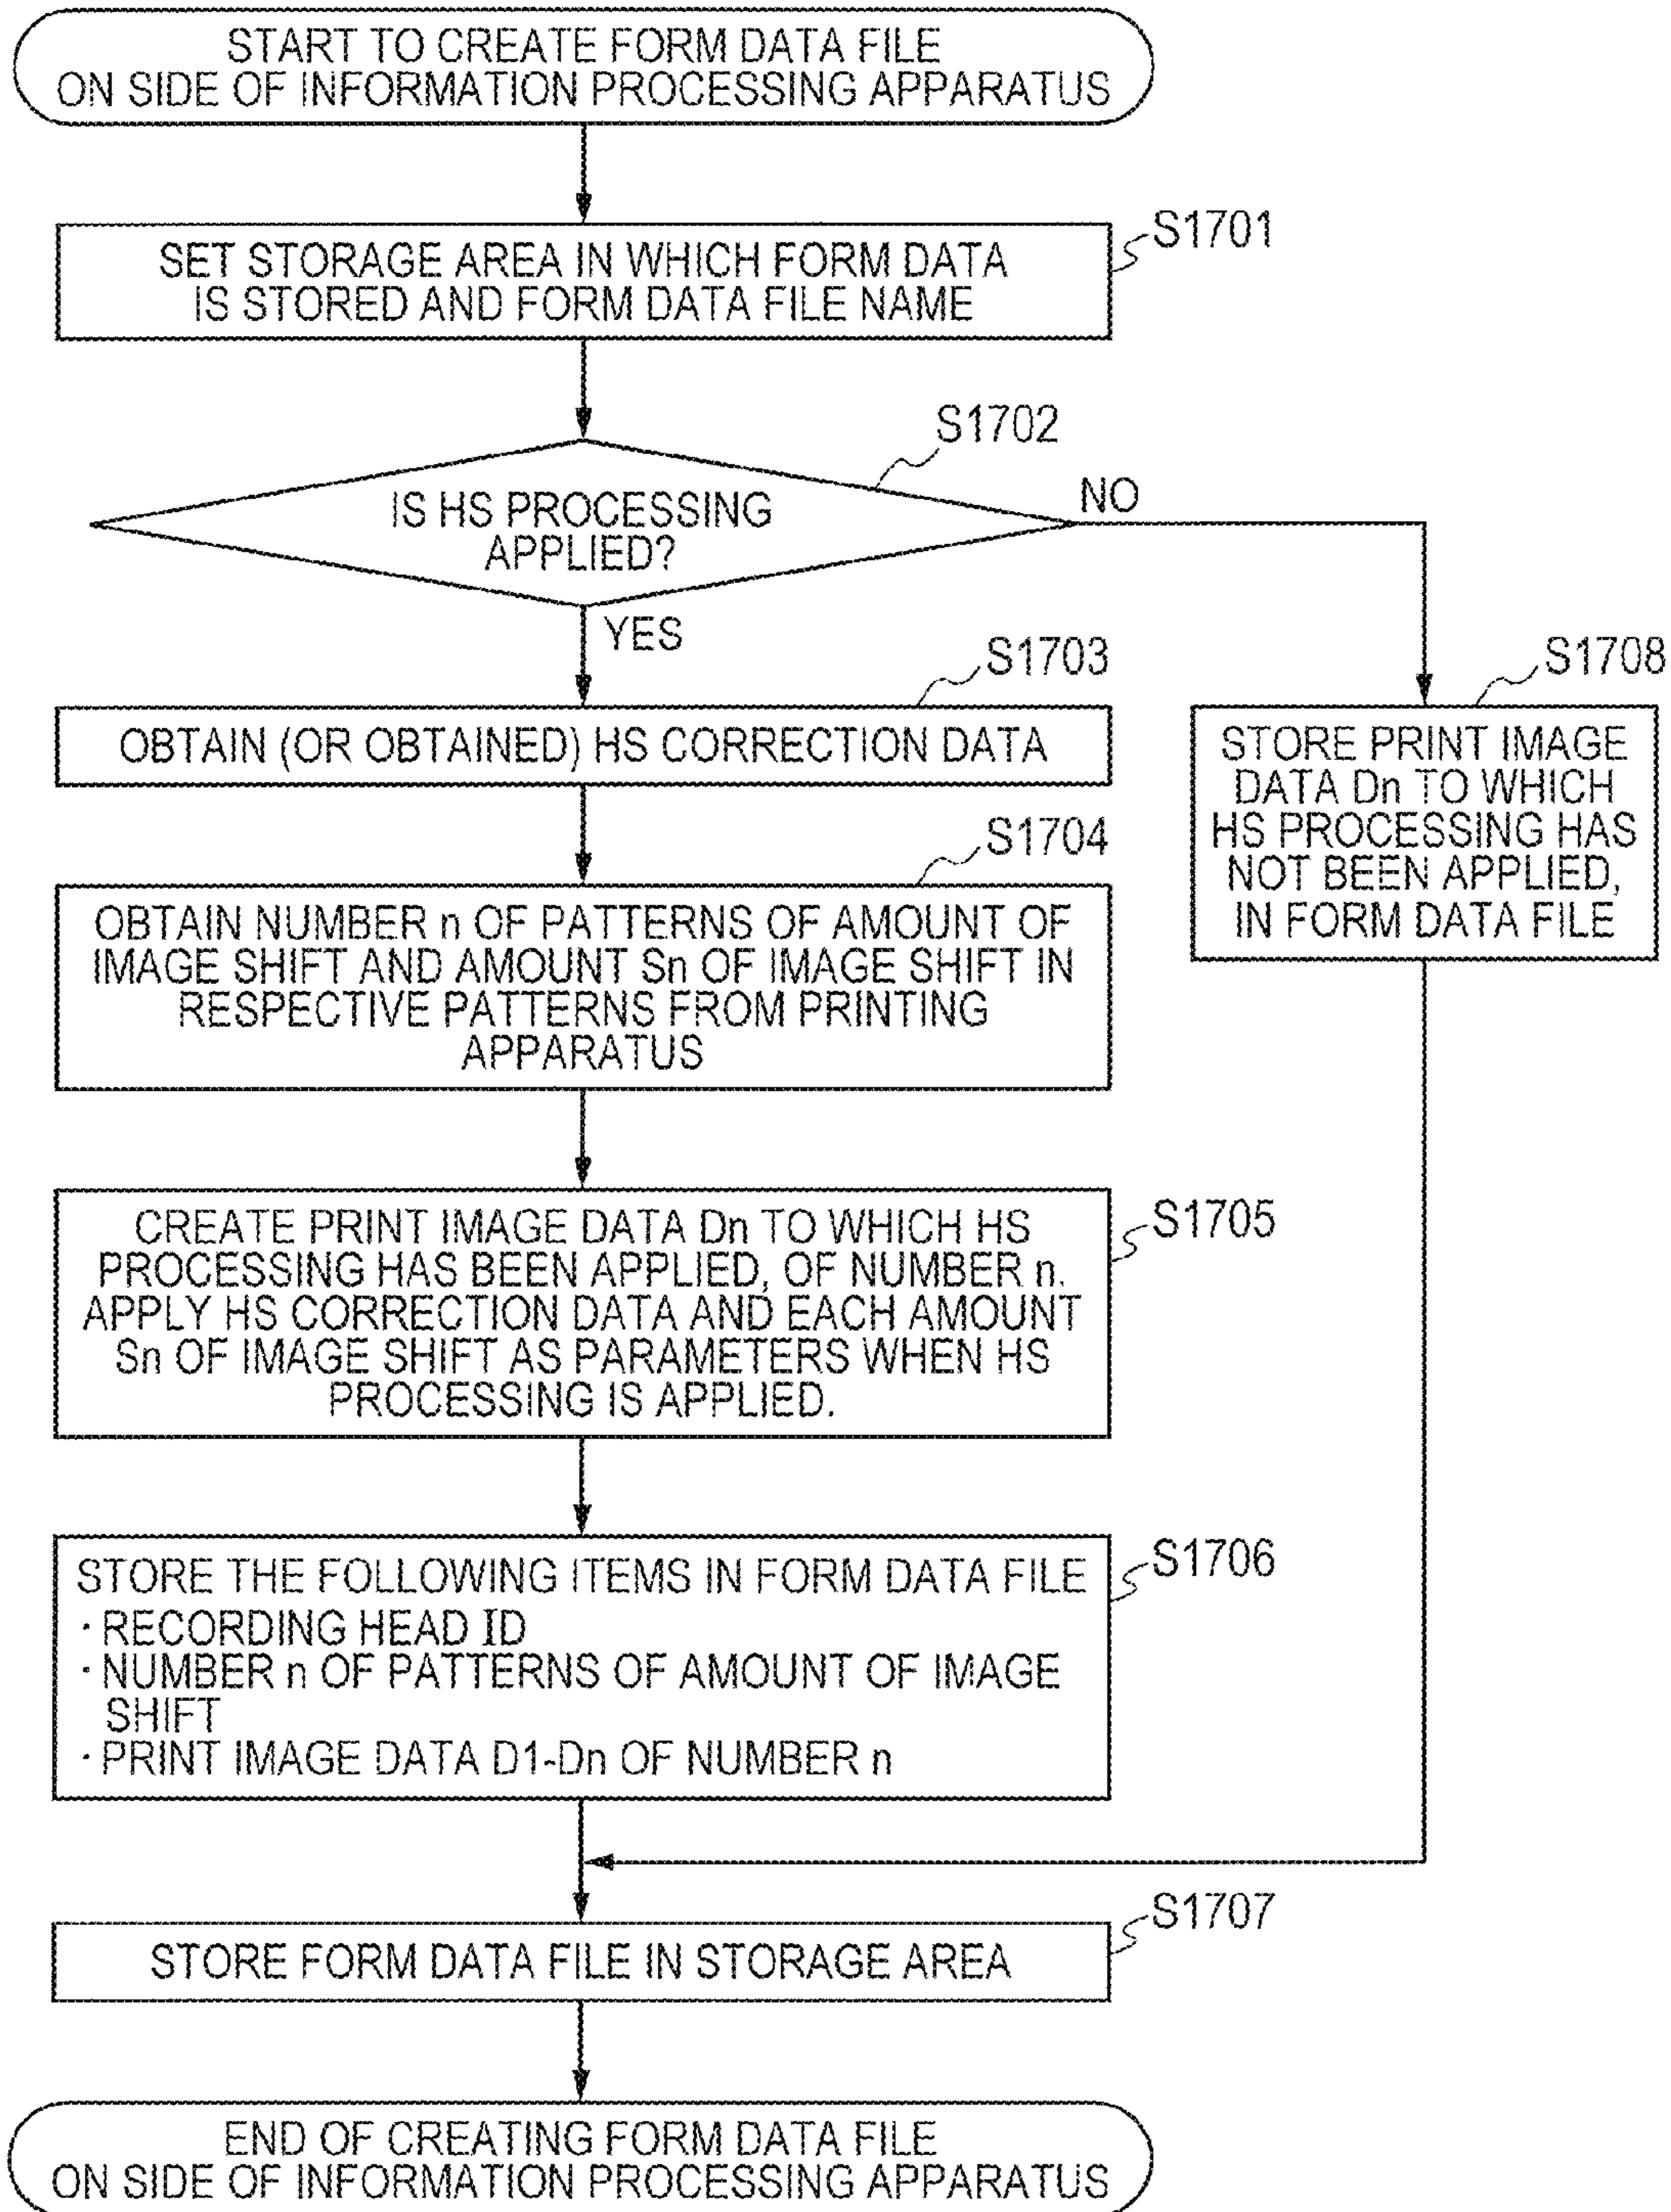 START TO CREATE FORM DATA FILE
ON SIDE OF INFORMATION PROCESSING APPARATUS
S1701
SET STORAGE AREA IN WHICH FORM DATA
IS STORED AND FORM DATA FILE NAME
S1702
IS HS PROCESSING
APPLIED?
NO
YES
S1703
OBTAIN (OR OBTAINED) HS CORRECTION DATA
S1708
STORE PRINT IMAGE
DATA Dn TO WHICH
HS PROCESSING HAS
NOT BEEN APPLIED,
IN FORM DATA FILE
S1704
OBTAIN NUMBER n OF PATTERNS OF AMOUNT OF
IMAGE SHIFT AND AMOUNT Sn OF IMAGE SHIFT IN
RESPECTIVE PATTERNS FROM PRINTING
APPARATUS
S1705
CREATE PRINT IMAGE DATA Dn TO WHICH HS
PROCESSING HAS BEEN APPLIED, OF NUMBER n.
APPLY HS CORRECTION DATA AND EACH AMOUNT
Sn OF IMAGE SHIFT AS PARAMETERS WHEN HS
PROCESSING IS APPLIED.
S1706
STORE THE FOLLOWING ITEMS IN FORM DATA FILE
· RECORDING HEAD ID
· NUMBER n OF PATTERNS OF AMOUNT OF IMAGE
SHIFT
· PRINT IMAGE DATA D1-Dn OF NUMBER n
S1707
STORE FORM DATA FILE IN STORAGE AREA
END OF CREATING FORM DATA FILE
ON SIDE OF INFORMATION PROCESSING APPARATUS